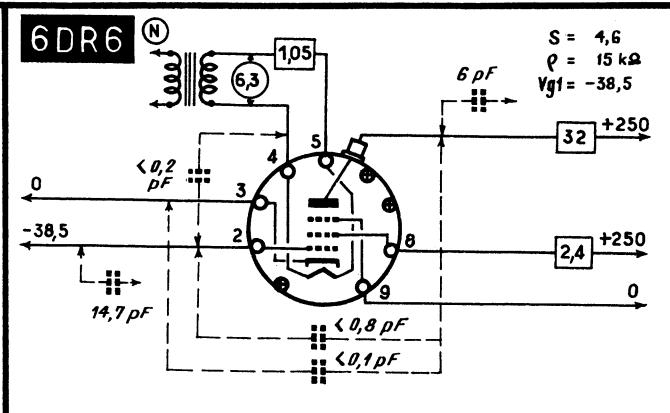 6DR6 N
S = 4,6
ρ = 15 kΩ
Vg1 = -38,5
1,05
6,3
6 pF
32 +250
5
4
<0,2
pF
0 3
-38,5 2
8 2,4 +250
9 0
14,7 pF
<0,8 pF
<0,1 pF